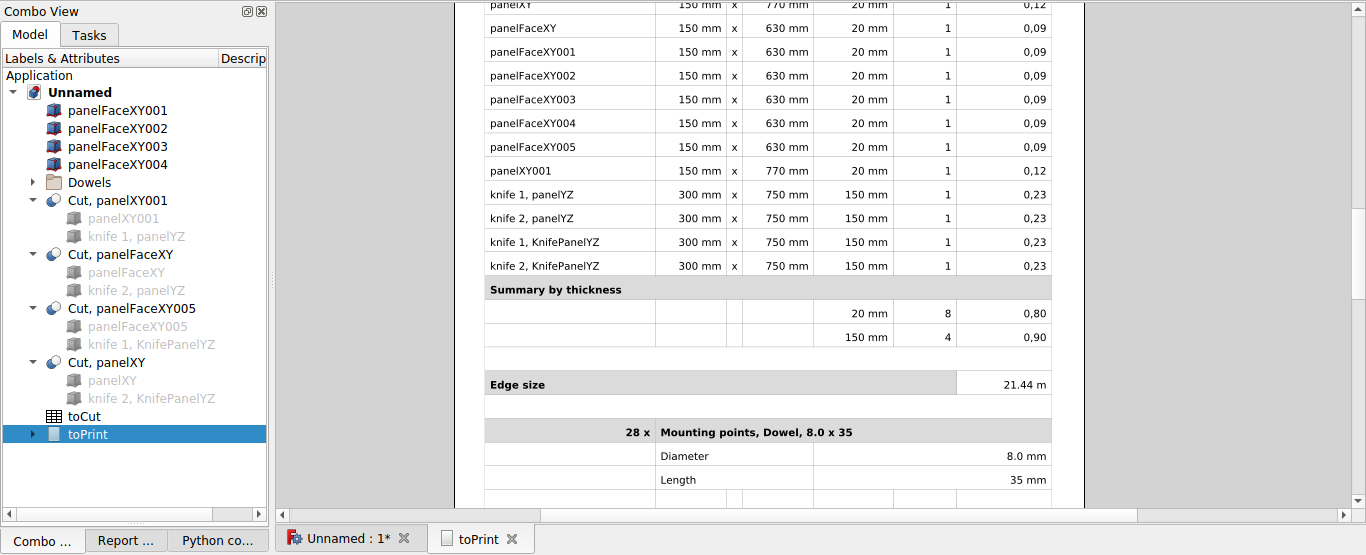 Combo View
Model Tasks
Labels & Attributes Descrip
Application
Unnamed
panelFaceXY001
panelFaceXY002
panelFaceXY003
panelFaceXY004
Dowels
Cut, panelXY001
panelXY001
knife 1, panelYZ
Cut, panelFaceXY
panelFaceXY
knife 2, panelYZ
Cut, panelFaceXY005
panelFaceXY005
knife 1, KnifePanelYZ
Cut, panelXY
panelXY
knife 2, KnifePanelYZ
toCut
toPrint
Combo ... Report ... Python co...
panelXY 150 mm x 770 mm 20 mm 1 0,12
panelFaceXY 150 mm x 630 mm 20 mm 1 0,09
panelFaceXY001 150 mm x 630 mm 20 mm 1 0,09
panelFaceXY002 150 mm x 630 mm 20 mm 1 0,09
panelFaceXY003 150 mm x 630 mm 20 mm 1 0,09
panelFaceXY004 150 mm x 630 mm 20 mm 1 0,09
panelFaceXY005 150 mm x 630 mm 20 mm 1 0,09
panelXY001 150 mm x 770 mm 20 mm 1 0,12
knife 1, panelYZ 300 mm x 750 mm 150 mm 1 0,23
knife 2, panelYZ 300 mm x 750 mm 150 mm 1 0,23
knife 1, KnifePanelYZ 300 mm x 750 mm 150 mm 1 0,23
knife 2, KnifePanelYZ 300 mm x 750 mm 150 mm 1 0,23
Summary by thickness
20 mm 8 0,80
150 mm 4 0,90
Edge size 21.44 m
28 x Mounting points, Dowel, 8.0 x 35
Diameter 8.0 mm
Length 35 mm
Unnamed : 1* toPrint